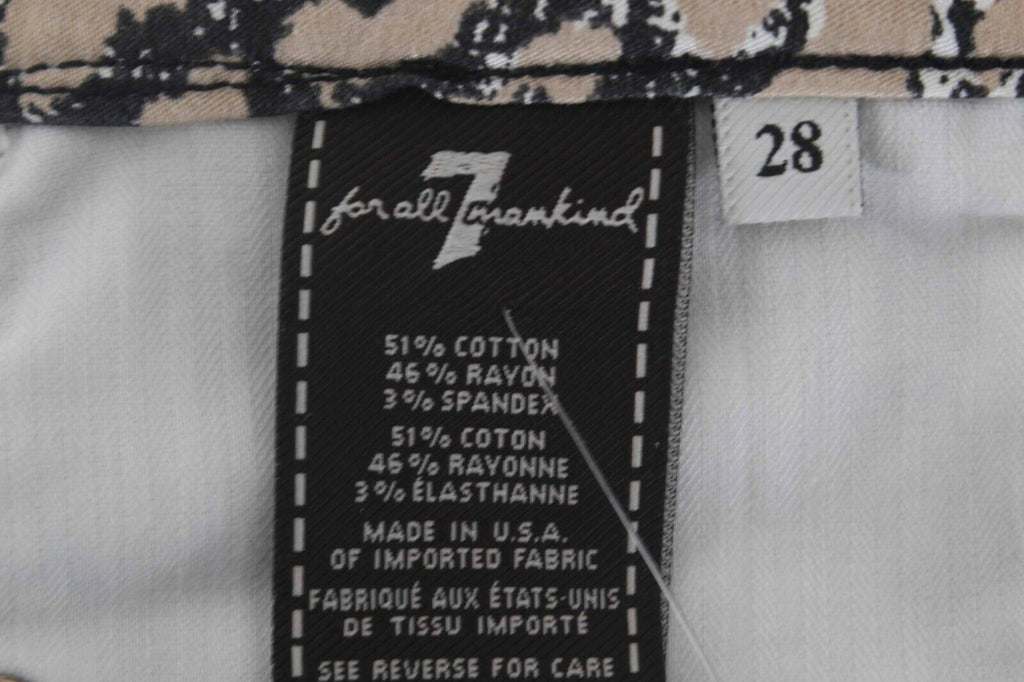 for all 7 mankind
28
51% COTTON
46% RAYON
3% SPANDEX
51% COTON
46% RAYONNE
3% ÉLASTHANNE
MADE IN U.S.A.
OF IMPORTED FABRIC
FABRIQUÉ AUX ÉTATS-UNIS
DE TISSU IMPORTÉ
SEE REVERSE FOR CARE